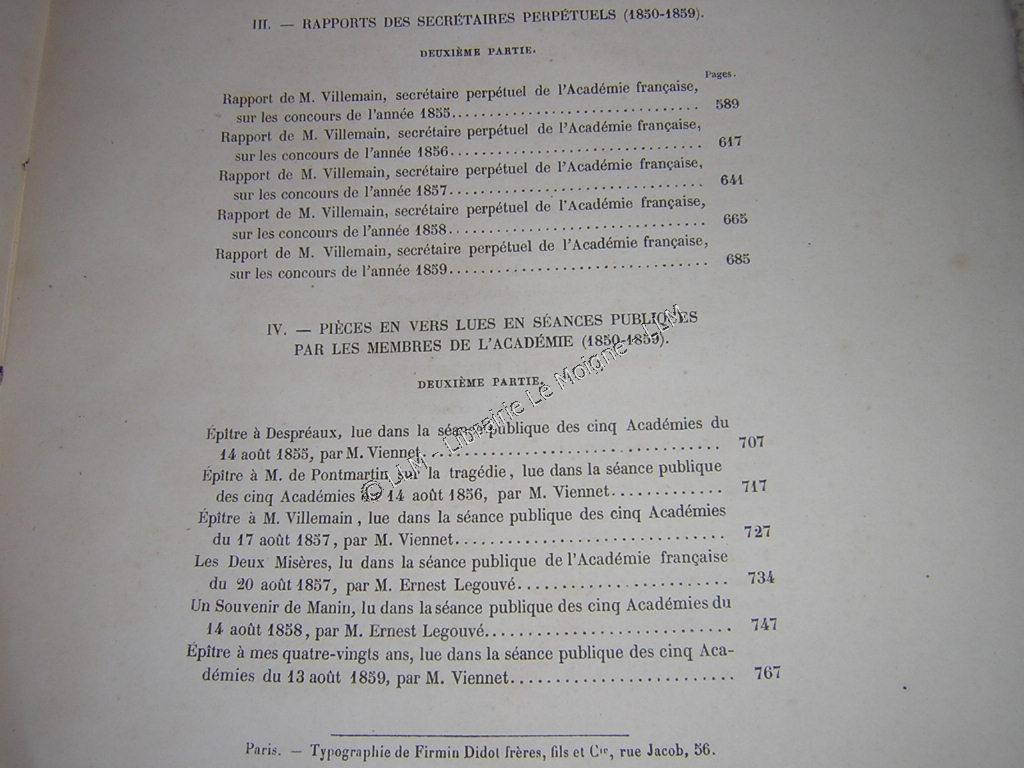 III. — RAPPORTS DES SECRÉTAIRES PERPÉTUELS (1850-1859).
DEUXIÈME PARTIE.
Pages.
Rapport de M. Villemain, secrétaire perpétuel de l'Académie française,
sur les concours de l'année 1855.......... 589
Rapport de M. Villemain, secrétaire perpétuel de l'Académie française,
sur les concours de l'année 1856.......... 617
Rapport de M. Villemain, secrétaire perpétuel de l'Académie française,
sur les concours de l'année 1857.......... 641
Rapport de M. Villemain, secrétaire perpétuel de l'Académie française,
sur les concours de l'année 1858.......... 665
Rapport de M. Villemain, secrétaire perpétuel de l'Académie française,
sur les concours de l'année 1859.......... 685
IV. — PIÈCES EN VERS LUES EN SÉANCES PUBLIQUES
PAR LES MEMBRES DE L'ACADÉMIE (1850-1859).
DEUXIÈME PARTIE.
Épître à Despréaux, lue dans la séance publique des cinq Académies du
14 août 1855, par M. Viennet.......... 707
Épître à M. de Pontmartin sur la tragédie, lue dans la séance publique
des cinq Académies du 14 août 1856, par M. Viennet.......... 717
Épître à M. Villemain, lue dans la séance publique des cinq Académies
du 17 août 1857, par M. Viennet.......... 727
Les Deux Misères, lu dans la séance publique de l'Académie française
du 20 août 1857, par M. Ernest Legouvé.......... 734
Un Souvenir de Manin, lu dans la séance publique des cinq Académies du
14 août 1858, par M. Ernest Legouvé.......... 747
Épître à mes quatre-vingts ans, lue dans la séance publique des cinq Aca-
démies du 13 août 1859, par M. Viennet.......... 767
Paris. — Typographie de Firmin Didot frères, fils et Cie, rue Jacob, 56.
© LLM - Librairie Le Moigne - LLM